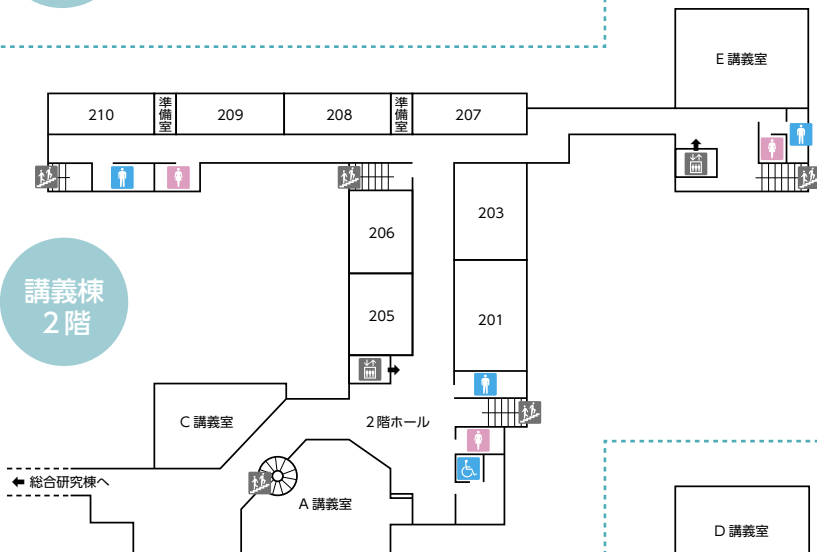 E 講義室
210
準備室
209
208
準備室
207
203
206
講義棟
2階
205
201
C 講義室
2階ホール
総合研究棟へ
A 講義室
D 講義室